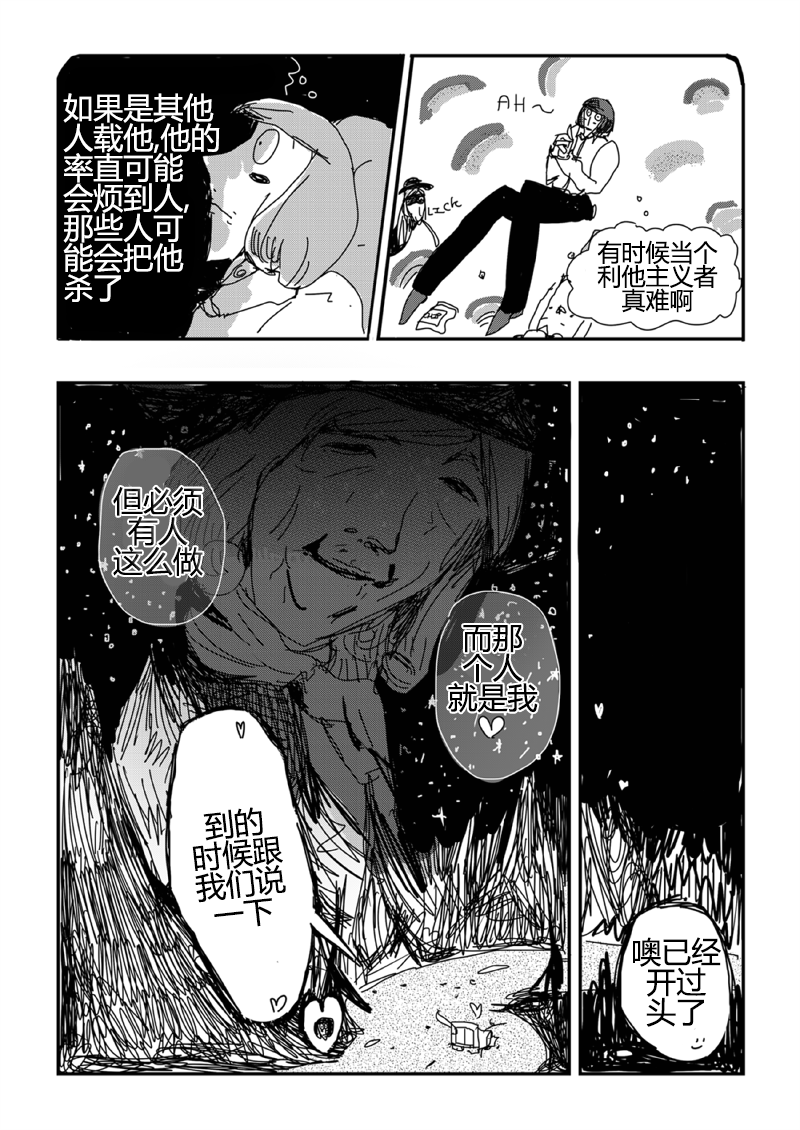 如果是其他
人载他,他的
率直可能
会烦到人,
那些人可
能会把他
杀了
AH~
LICK
有时候当个
利他主义者
真难啊
但必须
有人
这么做
而那
个人
就是我
到的
时候跟
我们说
一下
噢已经
开过
头了